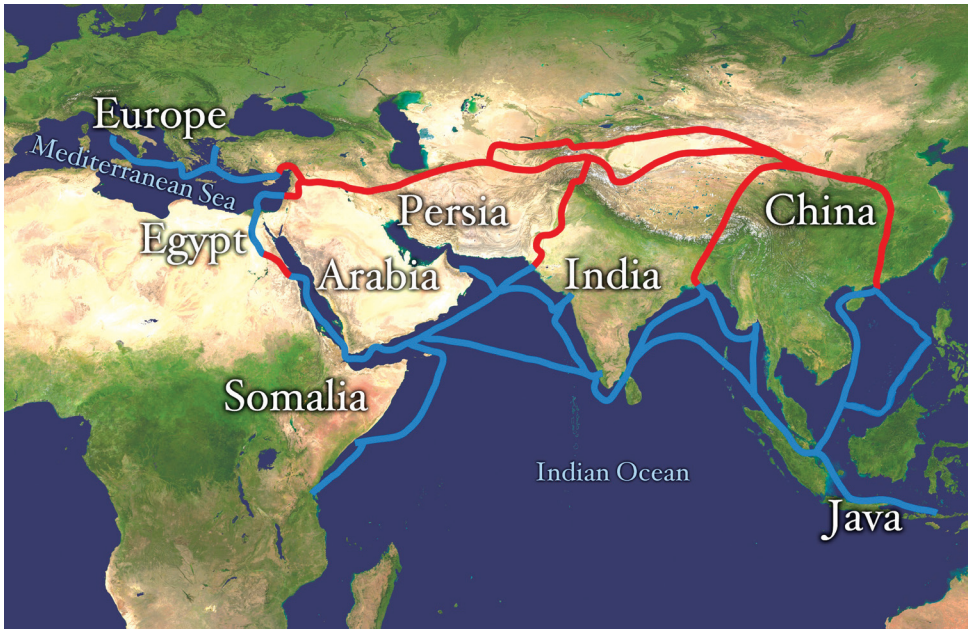 Europe
Mediterranean Sea
Egypt
Persia
China
Arabia
India
Somalia
Indian Ocean
Java